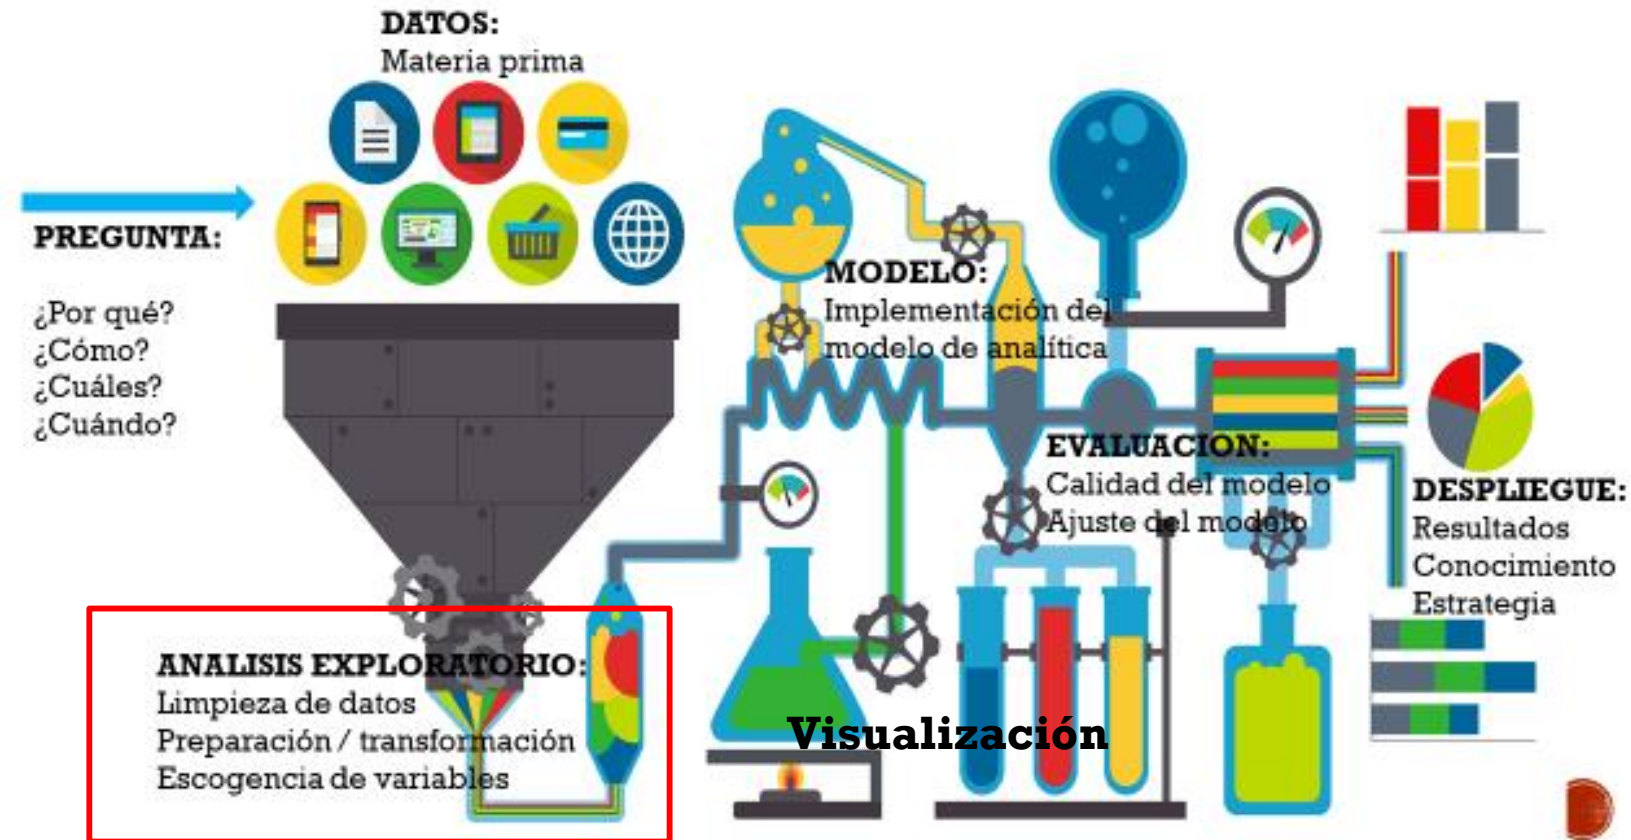 DATOS:
Materia prima
PREGUNTA:
¿Por qué?
¿Cómo?
¿Cuáles?
¿Cuándo?
MODELO:
Implementación del
modelo de analítica
EVALUACION:
Calidad del modelo
Ajuste del modelo
DESPLIEGUE:
Resultados
Conocimiento
Estrategia
ANALISIS EXPLORATORIO:
Limpieza de datos
Preparación / transformación
Escogencia de variables
Visualización